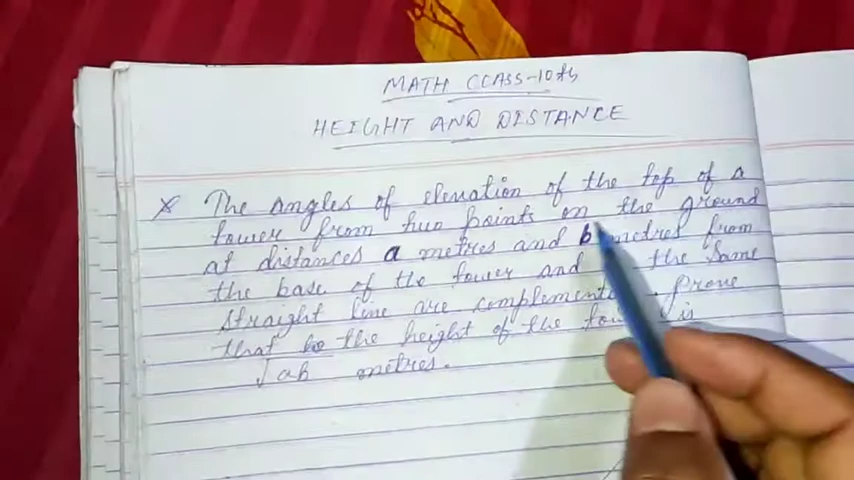 MATH CLASS-10th
HEIGHT AND DISTANCE
* The angles of elevation of the top of a
tower from two points on the ground
at distances a metres and b metres from
the base of the tower and the same
straight line are complementary prove
that he the height of the is
√ab metres.